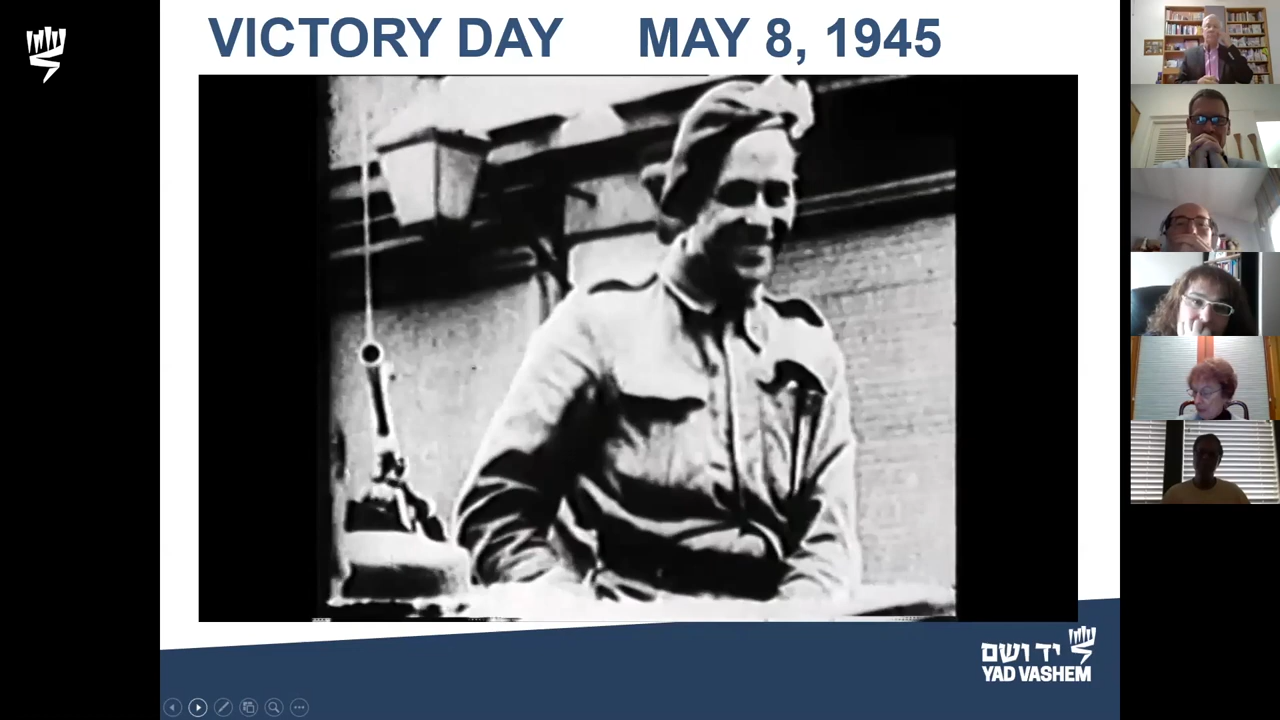 VICTORY DAY MAY 8, 1945
יד ושם
YAD VASHEM